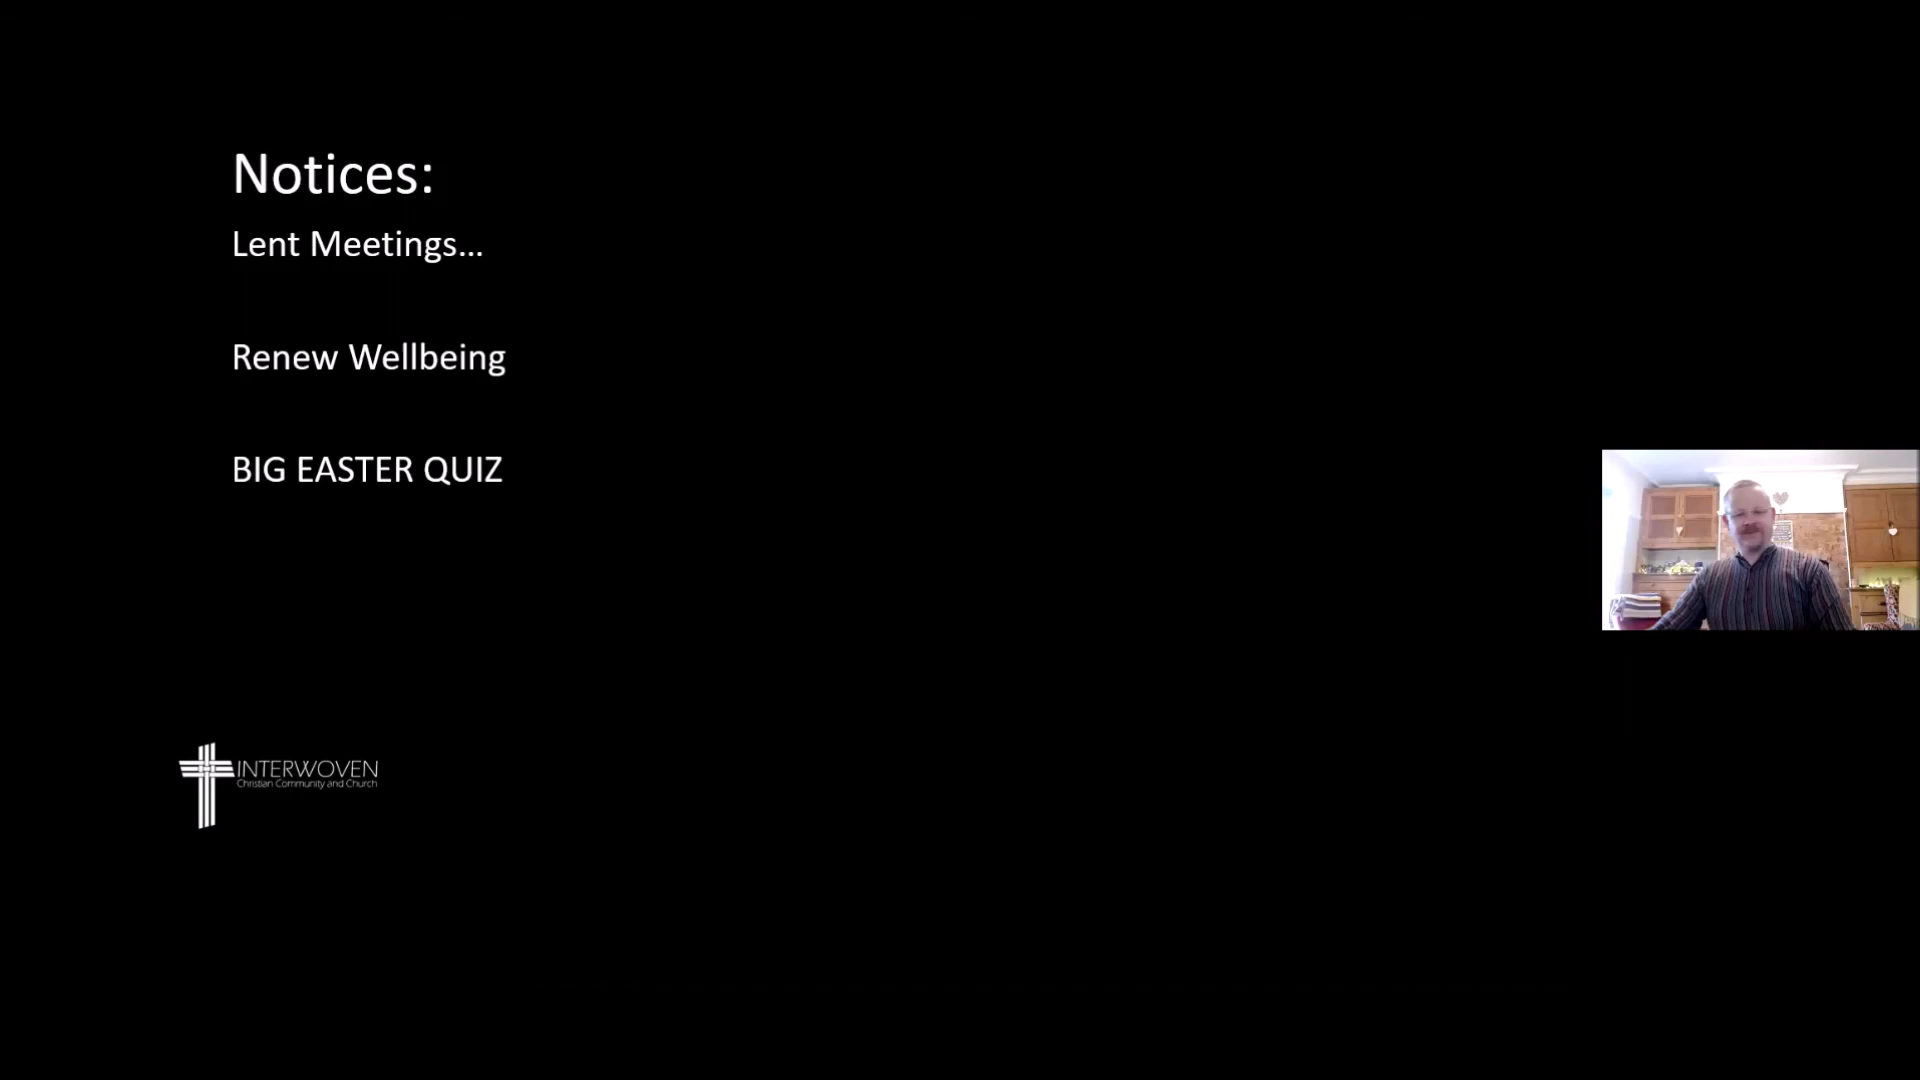 Notices:
Lent Meetings...
Renew Wellbeing
BIG EASTER QUIZ
INTERWOVEN
Christian Community and Church